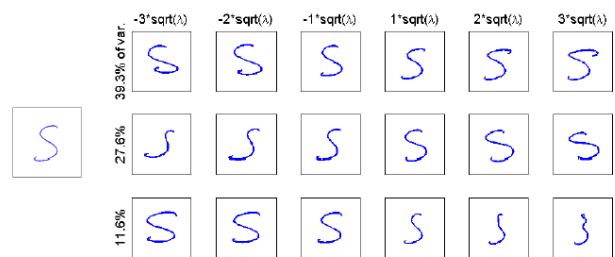 -3*sqrt(λ) -2*sqrt(λ) -1*sqrt(λ) 1*sqrt(λ) 2*sqrt(λ) 3*sqrt(λ)
39.3% of var.
S S S S S S
S
27.6%
S S S S S S
11.6%
S S S S S S